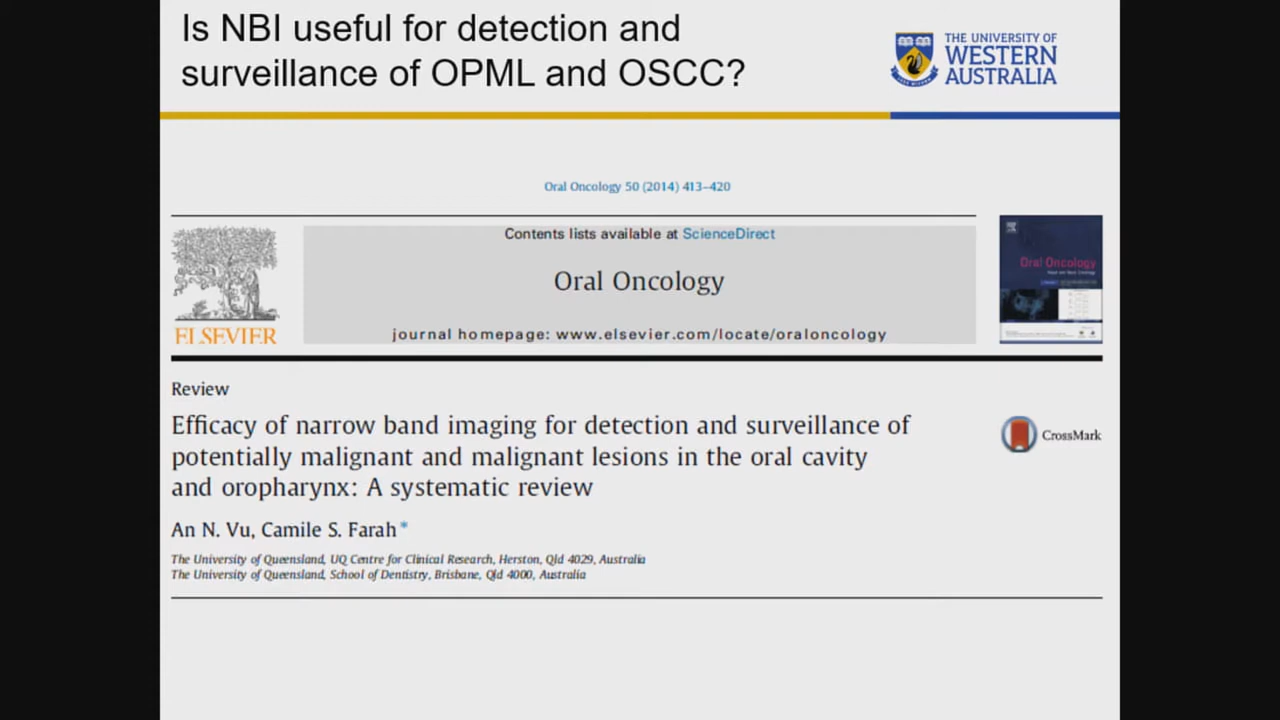 Is NBI useful for detection and
surveillance of OPML and OSCC?
THE UNIVERSITY OF
WESTERN
AUSTRALIA
Oral Oncology 50 (2014) 413–420
Contents lists available at ScienceDirect
Oral Oncology
journal homepage: www.elsevier.com/locate/oraloncology
ELSEVIER
Oral Oncology
Review
Efficacy of narrow band imaging for detection and surveillance of
potentially malignant and malignant lesions in the oral cavity
and oropharynx: A systematic review
CrossMark
An N. Vu, Camile S. Farah*
The University of Queensland, UQ Centre for Clinical Research, Herston, Qld 4029, Australia
The University of Queensland, School of Dentistry, Brisbane, Qld 4000, Australia